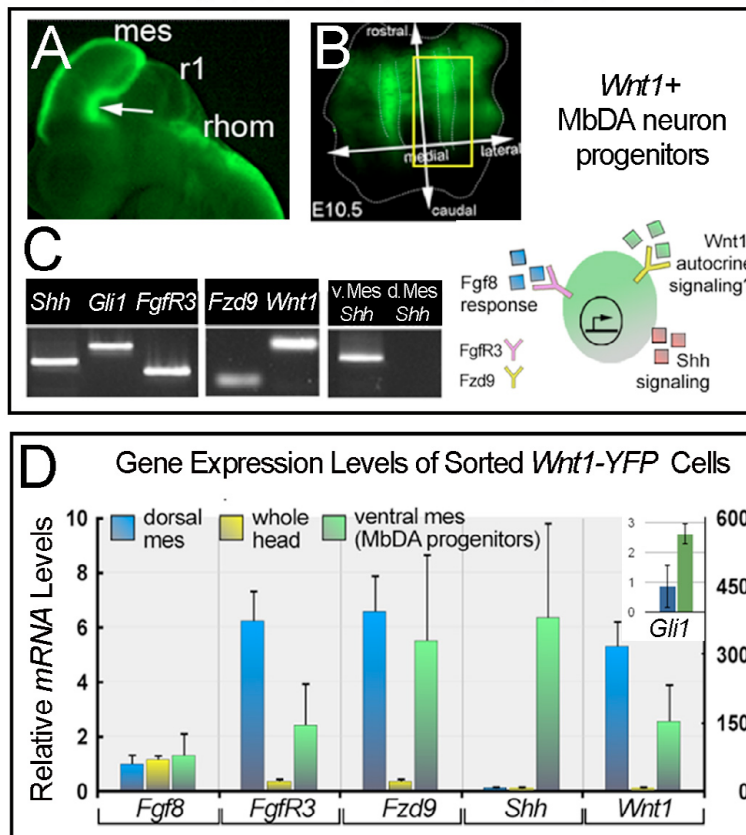 A
mes
r1
rhom
B
rostral
medial
lateral
caudal
E10.5
Wnt1+
MbDA neuron
progenitors
C
Shh Gli1 FgfR3
Fzd9 Wnt1
v.Mes d.Mes
Shh Shh
Fgf8
response
Wnt1
autocrine
signaling?
FgfR3
Fzd9
Shh
signaling
D
Gene Expression Levels of Sorted Wnt1-YFP Cells
Relative mRNA Levels
10
8
6
4
2
0
dorsal
mes
whole
head
ventral mes
(MbDA progenitors)
3
2
1
0
Gli1
600
450
300
150
0
Fgf8 FgfR3 Fzd9 Shh Wnt1